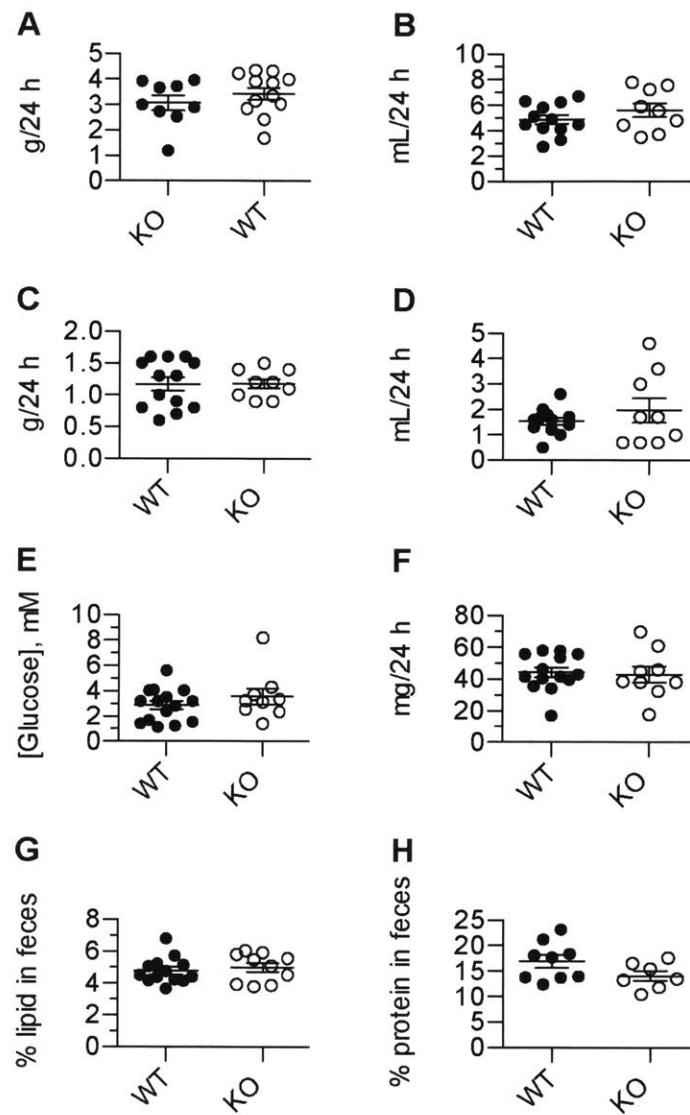 A
g/24 h
5
4
3
2
1
0
KO
WT
B
mL/24 h
10
8
6
4
2
0
WT
KO
C
g/24 h
2.0
1.5
1.0
0.5
0.0
WT
KO
D
mL/24 h
5
4
3
2
1
0
WT
KO
E
[Glucose], mM
10
8
6
4
2
0
WT
KO
F
mg/24 h
80
60
40
20
0
WT
KO
G
% lipid in feces
8
6
4
2
0
WT
KO
H
% protein in feces
25
20
15
10
5
0
WT
KO